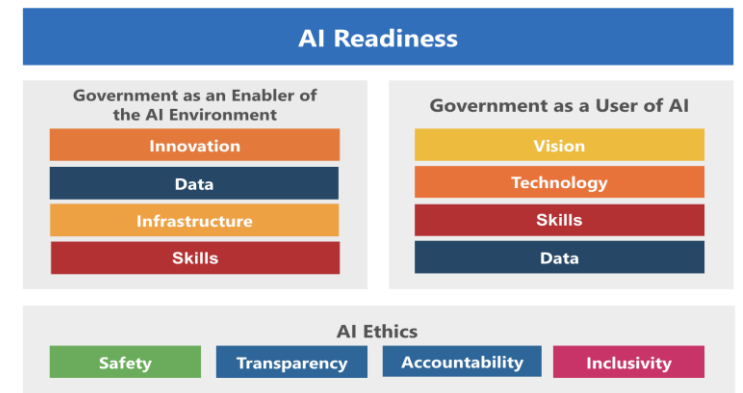 AI Readiness
Government as an Enabler of
the AI Environment
Innovation
Data
Infrastructure
Skills
Government as a User of AI
Vision
Technology
Skills
Data
AI Ethics
Safety
Transparency
Accountability
Inclusivity